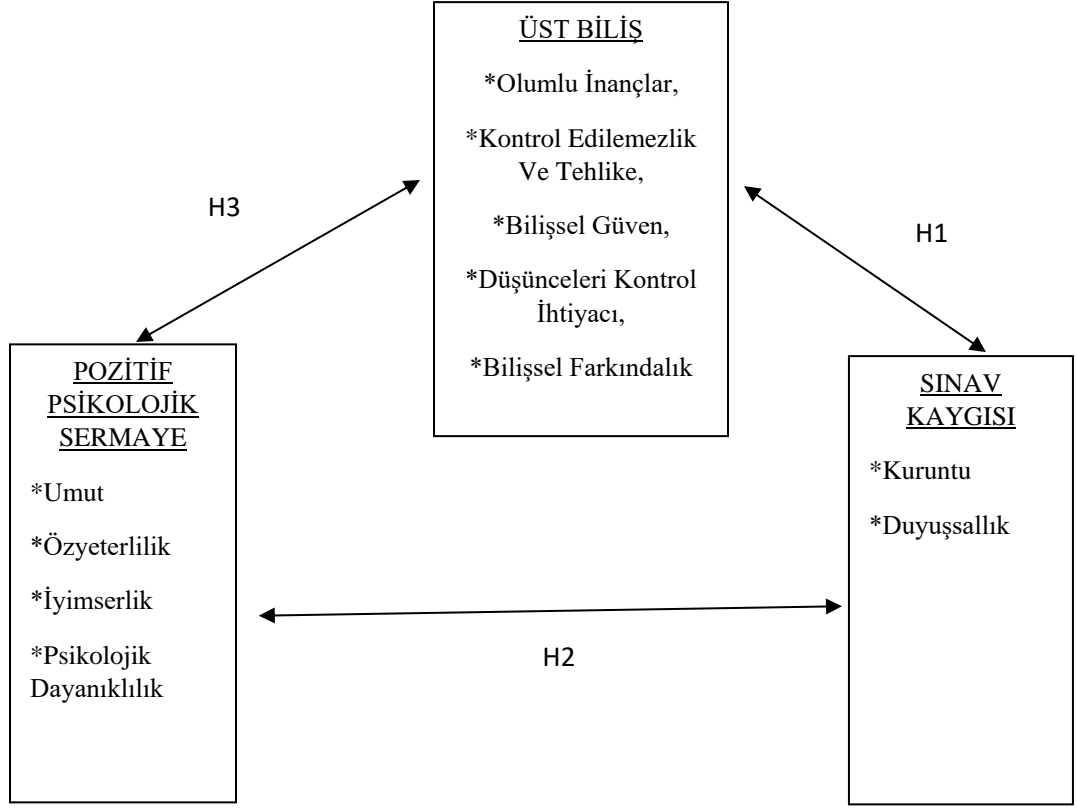 ÜST BİLİŞ
*Olumlu İnançlar,
*Kontrol Edilemezlik
Ve Tehlike,
*Bilişsel Güven,
*Düşünceleri Kontrol
İhtiyacı,
*Bilişsel Farkındalık
H3
H1
POZİTİF
PSİKOLOJİK
SERMAYE
*Umut
*Özyeterlilik
*İyimserlik
*Psikolojik
Dayanıklılık
SINAV
KAYGISI
*Kuruntu
*Duyuşsallık
H2